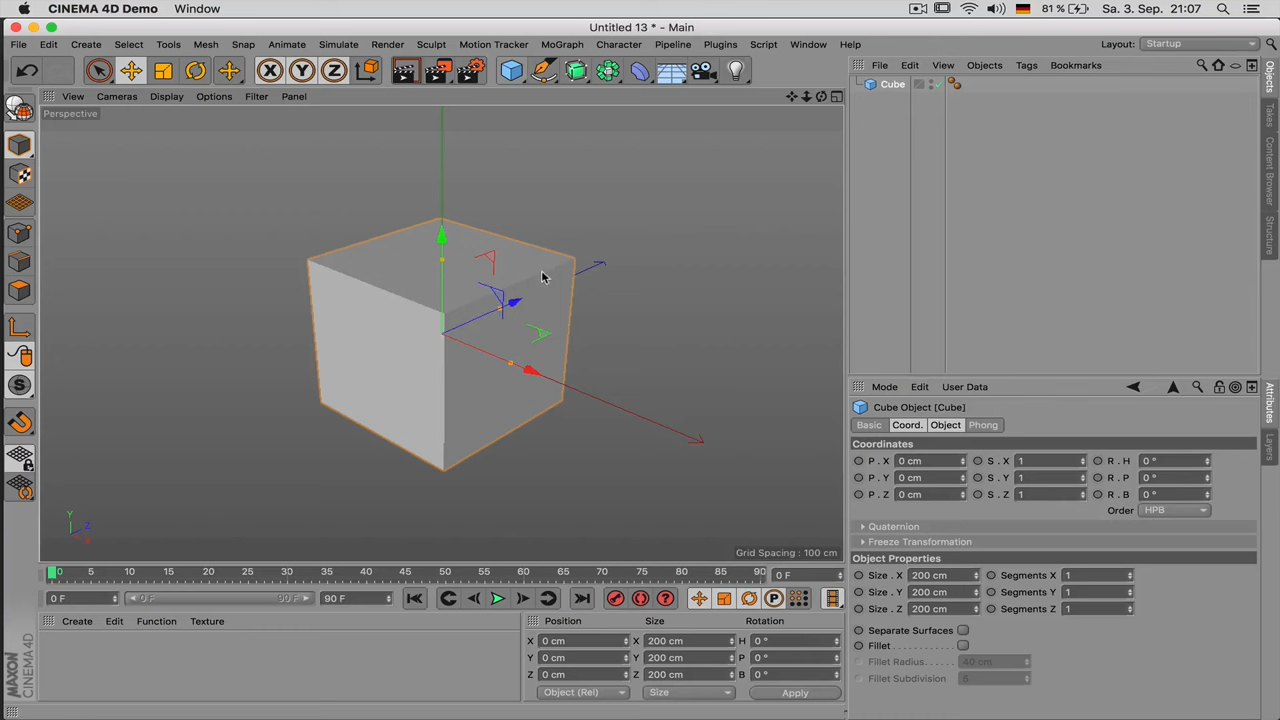 CINEMA 4D Demo Window 81 % Sa. 3. Sep. 21:07
Untitled 13 * - Main
File Edit Create Select Tools Mesh Snap Animate Simulate Render Sculpt Motion Tracker MoGraph Character Pipeline Plugins Script Window Help Layout: Startup
X Y Z
File Edit View Objects Tags Bookmarks
View Cameras Display Options Filter Panel
Cube
Perspective
Objects
Takes
Content Browser
Structure
Mode Edit User Data
Attributes
Layers
Cube Object [Cube]
Basic Coord. Object Phong
Coordinates
P . X 0 cm S . X 1 R . H 0 °
P . Y 0 cm S . Y 1 R . P 0 °
P . Z 0 cm S . Z 1 R . B 0 °
Order HPB
Quaternion
Freeze Transformation
Y
Z
X
S
Grid Spacing : 100 cm
Object Properties
Size . X 200 cm Segments X 1
Size . Y 200 cm Segments Y 1
Size . Z 200 cm Segments Z 1
Separate Surfaces
Fillet
Fillet Radius 40 cm
Fillet Subdivision 5
0 5 10 15 20 25 30 35 40 45 50 55 60 65 70 75 80 85 90 0 F
0 F 0 F 90 F 90 F P
Create Edit Function Texture
Position Size Rotation
X 0 cm X 200 cm H 0 °
Y 0 cm Y 200 cm P 0 °
Z 0 cm Z 200 cm B 0 °
Object (Rel) Size Apply
MAXON
CINEMA 4D